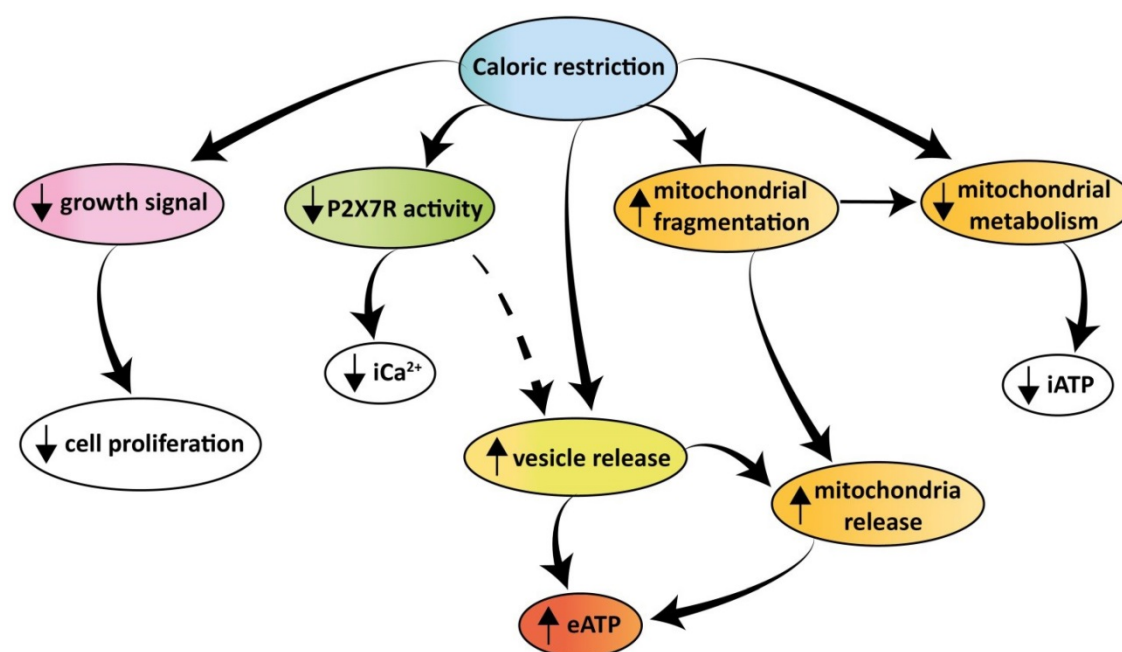 Caloric restriction
↓ growth signal
↓ P2X7R activity
↑ mitochondrial
fragmentation
↓ mitochondrial
metabolism
↓ iCa²⁺
↓ iATP
↓ cell proliferation
↑ vesicle release
↑ mitochondria
release
↑ eATP